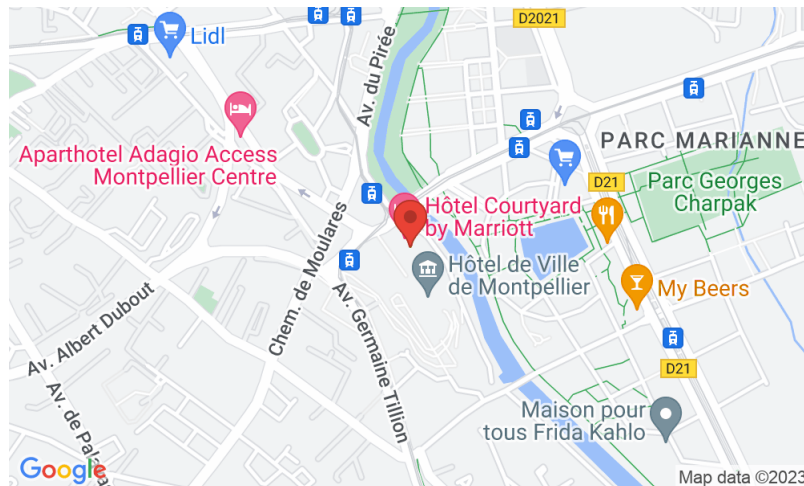 D2021
Lidl
Av. du Pirée
Aparthotel Adagio Access
Montpellier Centre
PARC MARIANNE
D21
Parc Georges
Charpak
Hôtel Courtyard
by Marriott
Chem. de Moulares
Hôtel de Ville
de Montpellier
My Beers
Av. Albert Dubout
Av. Germaine Tillion
D21
Av. de Pala
Maison pour
tous Frida Kahlo
Google
Map data ©2023